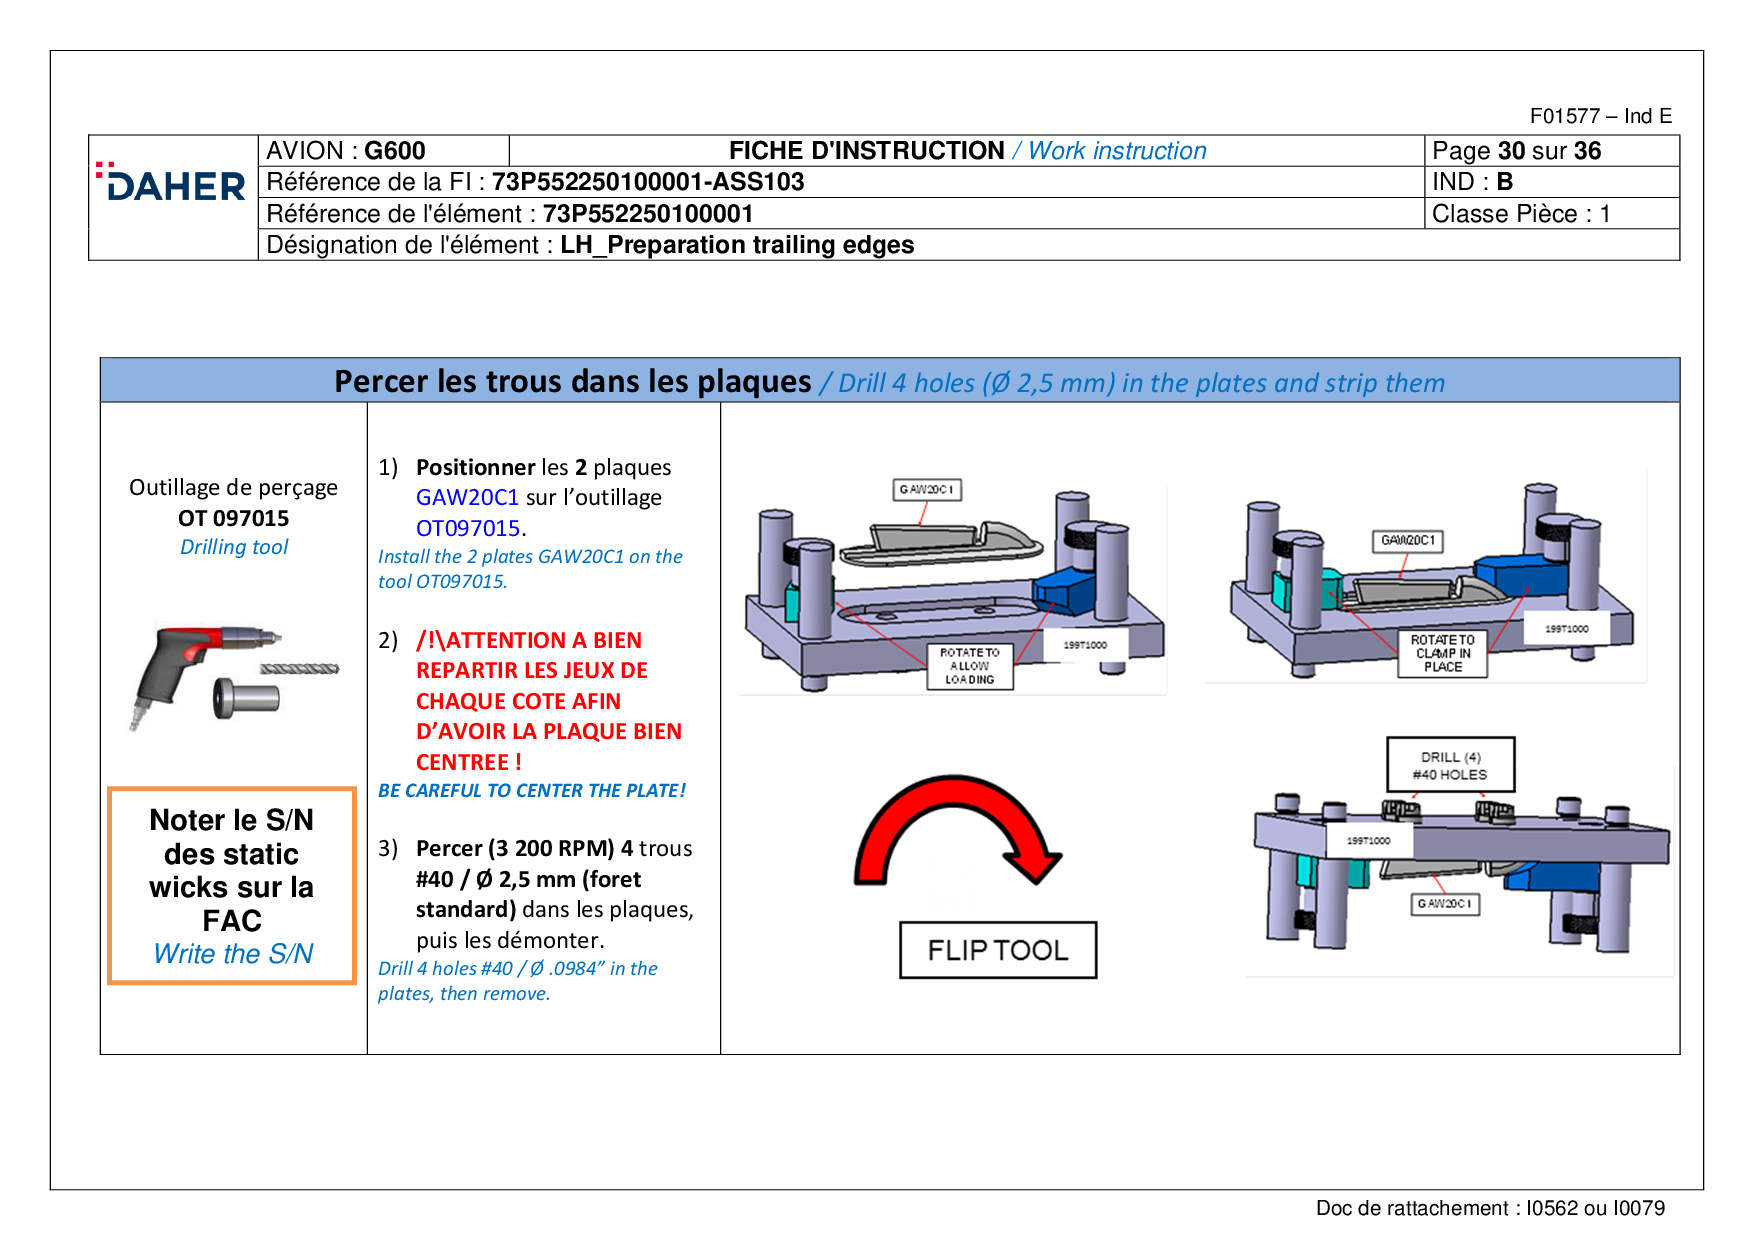 F01577 – Ind E
DAHER
AVION : G600
FICHE D'INSTRUCTION / Work instruction
Page 30 sur 36
Référence de la FI : 73P552250100001-ASS103
IND : B
Référence de l'élément : 73P552250100001
Classe Pièce : 1
Désignation de l'élément : LH_Preparation trailing edges
Percer les trous dans les plaques / Drill 4 holes (Ø 2,5 mm) in the plates and strip them
Outillage de perçage
OT 097015
Drilling tool
Noter le S/N
des static
wicks sur la
FAC
Write the S/N
1) Positionner les 2 plaques
GAW20C1 sur l’outillage
OT097015.
Install the 2 plates GAW20C1 on the
tool OT097015.
2) /!\ATTENTION A BIEN
REPARTIR LES JEUX DE
CHAQUE COTE AFIN
D’AVOIR LA PLAQUE BIEN
CENTREE !
BE CAREFUL TO CENTER THE PLATE!
3) Percer (3 200 RPM) 4 trous
#40 / Ø 2,5 mm (foret
standard) dans les plaques,
puis les démonter.
Drill 4 holes #40 / Ø .0984” in the
plates, then remove.
GAW20C1
199T1000
ROTATE TO
ALLOW
LOADING
GAW20C1
199T1000
ROTATE TO
CLAMP IN
PLACE
FLIP TOOL
DRILL (4)
#40 HOLES
199T1000
GAW20C1
Doc de rattachement : I0562 ou I0079